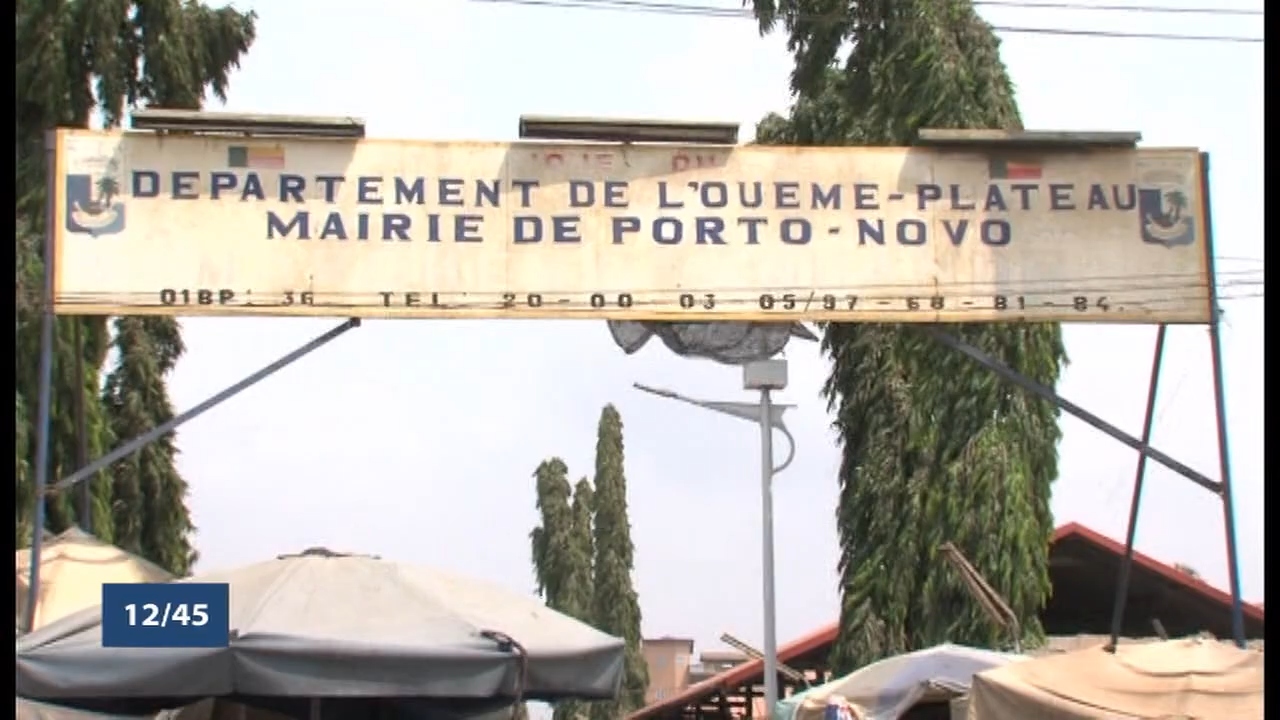 DEPARTEMENT DE L'OUEME-PLATEAU
MAIRIE DE PORTO-NOVO
01BP. 36 TEL 20-00 03 05/97-68-81-84.
12/45